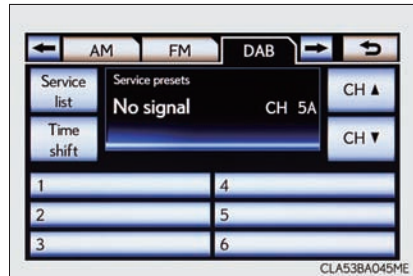 AM FM DAB
Service list
Service presets
No signal CH 5A
CH ▲
Time shift
CH ▼
1 4
2 5
3 6
CLA53BA045ME